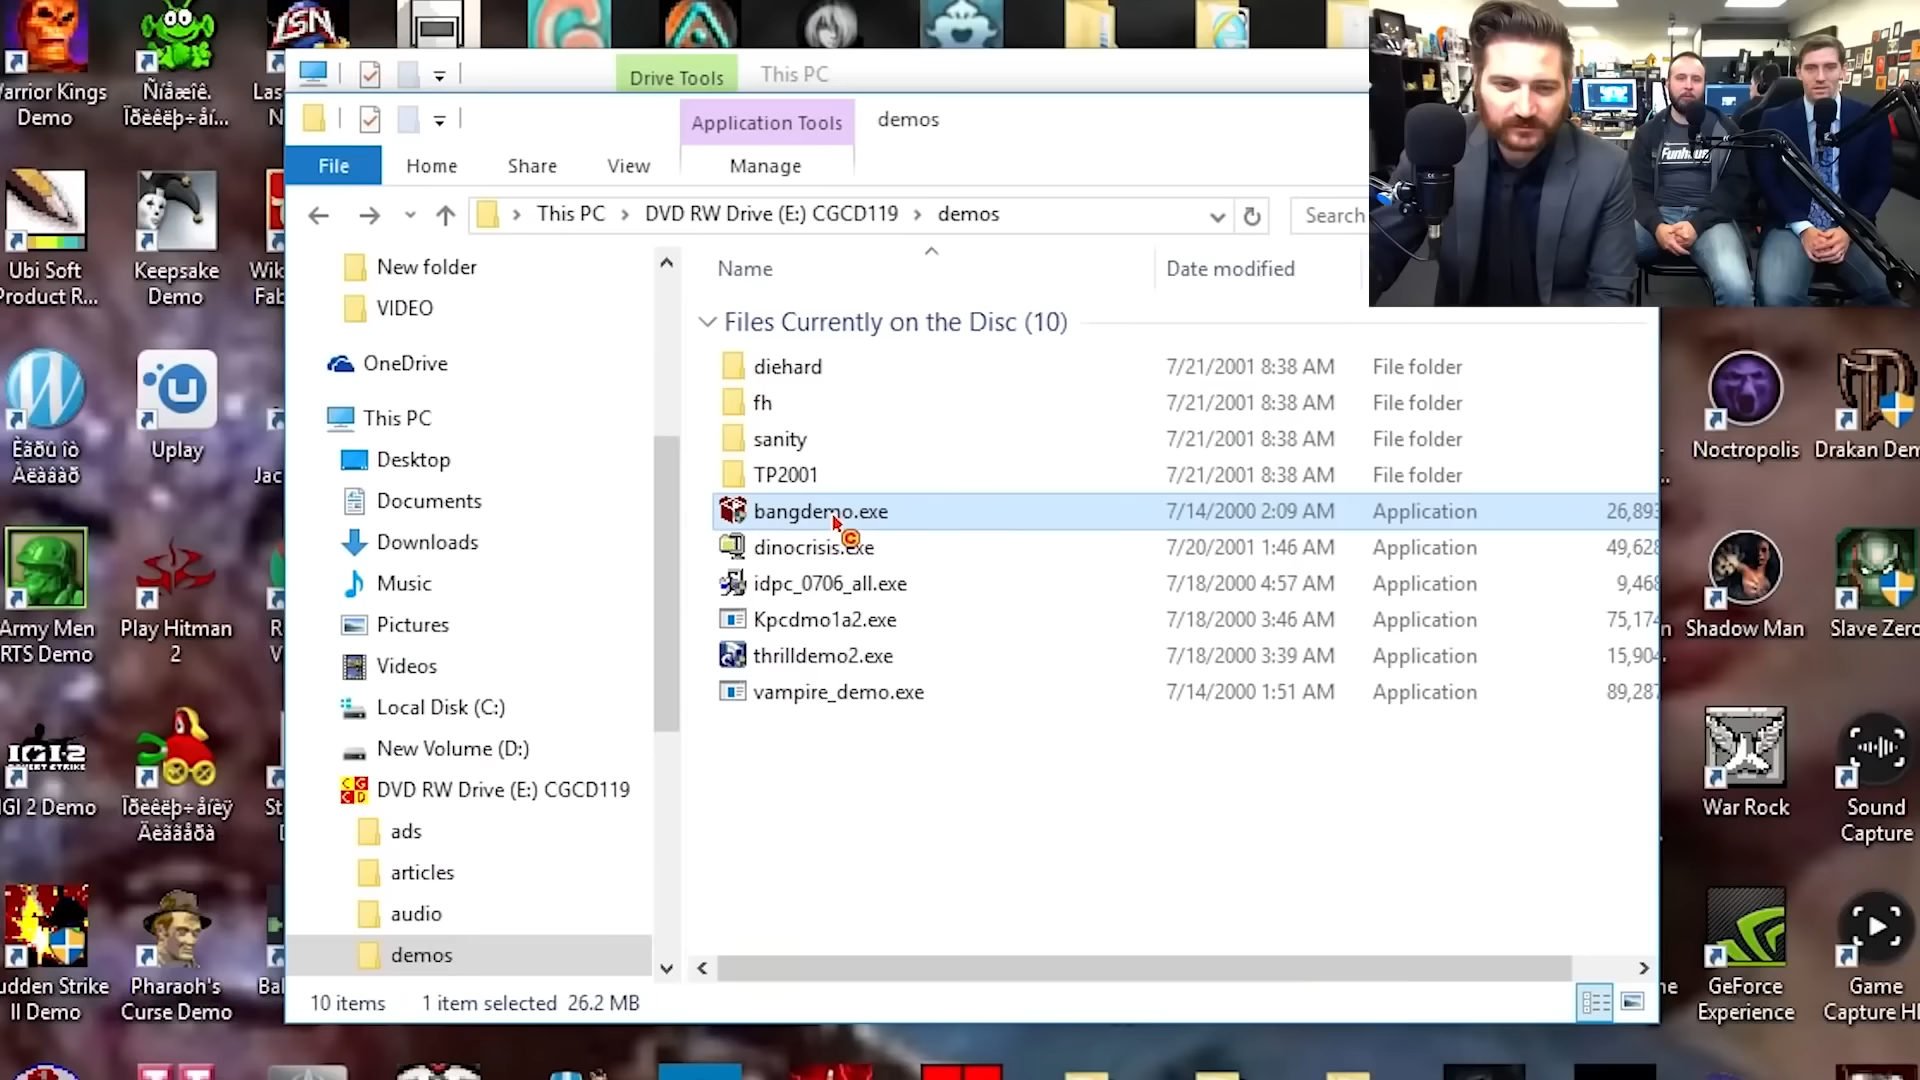 Warrior Kings
Demo
Ñíåæíê.
Ïðèêëþ÷åí...
LSN
Drive Tools
This PC
Application Tools
demos
File
Home
Share
View
Manage
This PC
DVD RW Drive (E:) CGCD119
demos
Search
Funhaus
Name
Date modified
Files Currently on the Disc (10)
diehard 7/21/2001 8:38 AM File folder
fh 7/21/2001 8:38 AM File folder
sanity 7/21/2001 8:38 AM File folder
TP2001 7/21/2001 8:38 AM File folder
bangdemo.exe 7/14/2000 2:09 AM Application 26,893
dinocrisis.exe 7/20/2001 1:46 AM Application 49,628
idpc_0706_all.exe 7/18/2000 4:57 AM Application 9,468
Kpcdmo1a2.exe 7/18/2000 3:46 AM Application 75,174
thrilldemo2.exe 7/18/2000 3:39 AM Application 15,904
vampire_demo.exe 7/14/2000 1:51 AM Application 89,287
New folder
VIDEO
OneDrive
This PC
Desktop
Documents
Downloads
Music
Pictures
Videos
Local Disk (C:)
New Volume (D:)
CG
CD
DVD RW Drive (E:) CGCD119
ads
articles
audio
demos
10 items
1 item selected 26.2 MB
Ubi Soft
Product R...
Keepsake
Demo
Uplay
Army Men
RTS Demo
Play Hitman
2
IGI·2
COVERT STRIKE
IGI 2 Demo
Ïðèêëþ÷åíèÿ
Sudden Strike
II Demo
Pharaoh's
Curse Demo
Noctropolis
Drakan Dem
Shadow Man
Slave Zero
War Rock
Sound
Capture
GeForce
Experience
Game
Capture H